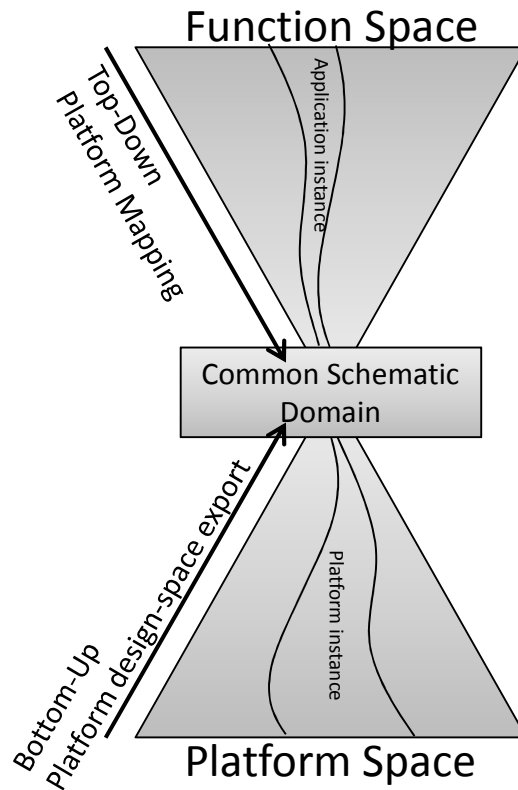 Function Space
Top-Down
Platform Mapping
Application instance
Common Schematic
Domain
Bottom-Up
Platform design-space export
Platform instance
Platform Space